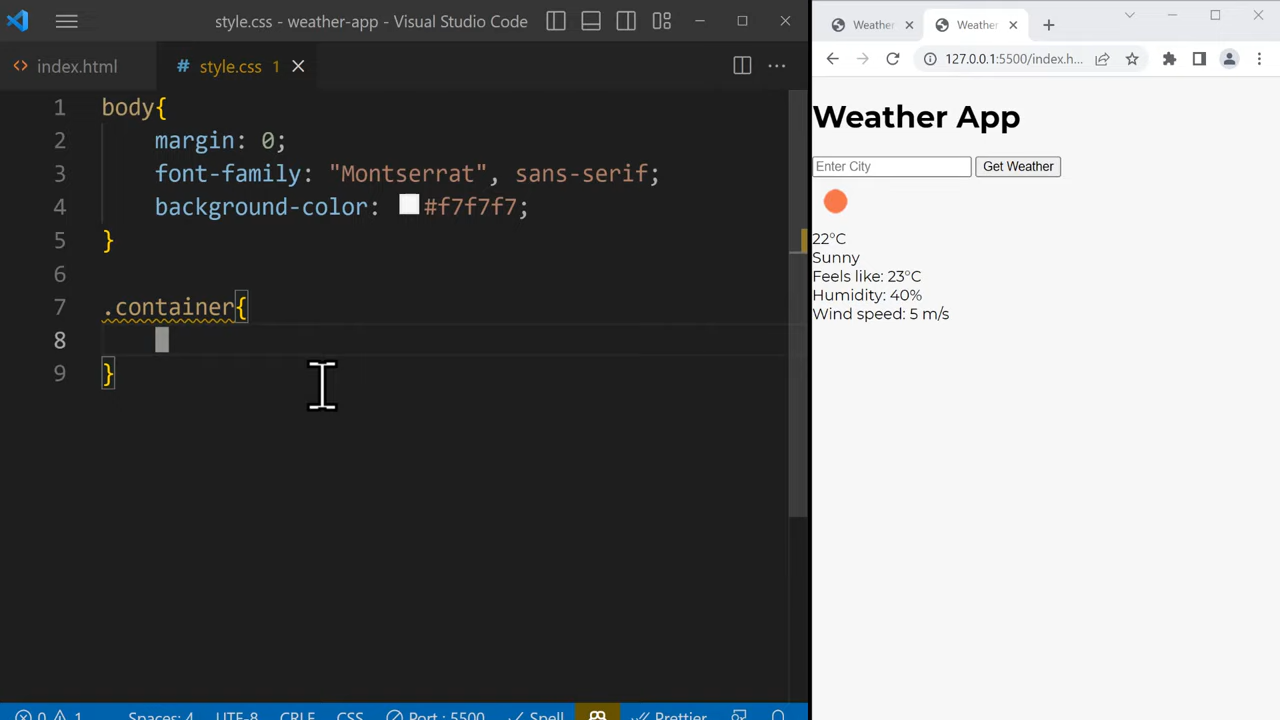 style.css - weather-app - Visual Studio Code
index.html
style.css 1
1 body{
2 margin: 0;
3 font-family: "Montserrat", sans-serif;
4 background-color: #f7f7f7;
5 }
6
7 .container{
8
9 }
0 1 Spaces: 4 UTF-8 CRLF CSS Port : 5500 Spell Prettier
Weather
Weather
127.0.0.1:5500/index.h...
Weather App
Enter City
Get Weather
22°C
Sunny
Feels like: 23°C
Humidity: 40%
Wind speed: 5 m/s